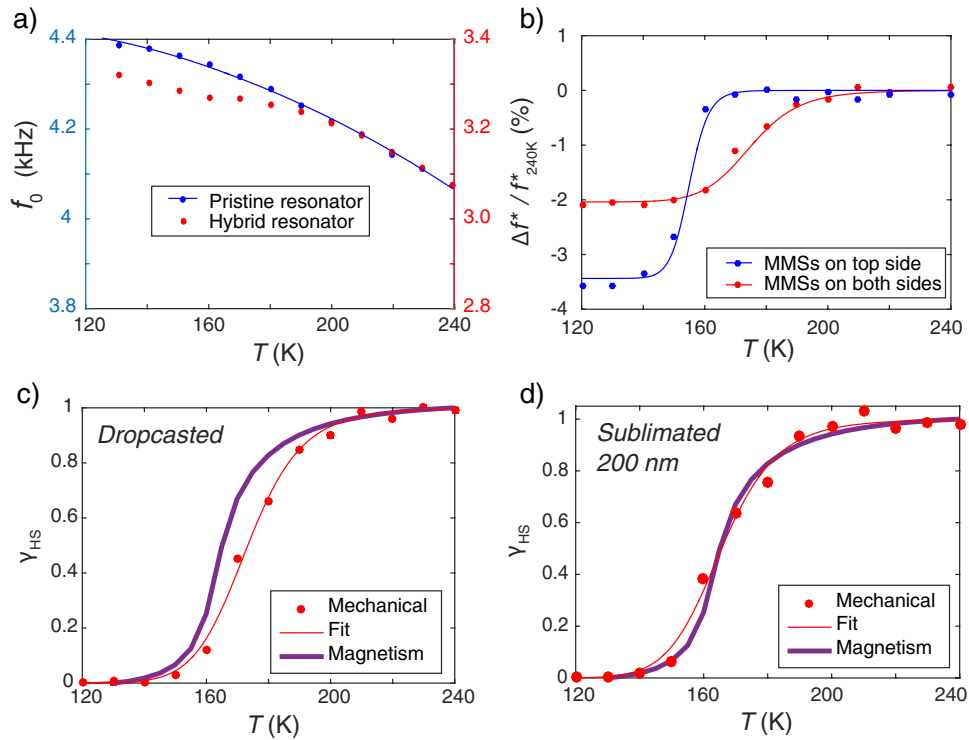 a)
4.4
4.2
4
3.8
f₀ (kHz)
3.4
3.2
3.0
2.8
Pristine resonator
Hybrid resonator
120 160 200 240
T (K)
b)
1
0
-1
-2
-3
-4
Δf* / f*240K (%)
MMSs on top side
MMSs on both sides
120 160 200 240
T (K)
c)
Dropcasted
1
0.8
0.6
0.4
0.2
0
γHS
Mechanical
Fit
Magnetism
120 160 200 240
T (K)
d)
Sublimated
200 nm
1
0.8
0.6
0.4
0.2
0
γHS
Mechanical
Fit
Magnetism
120 160 200 240
T (K)